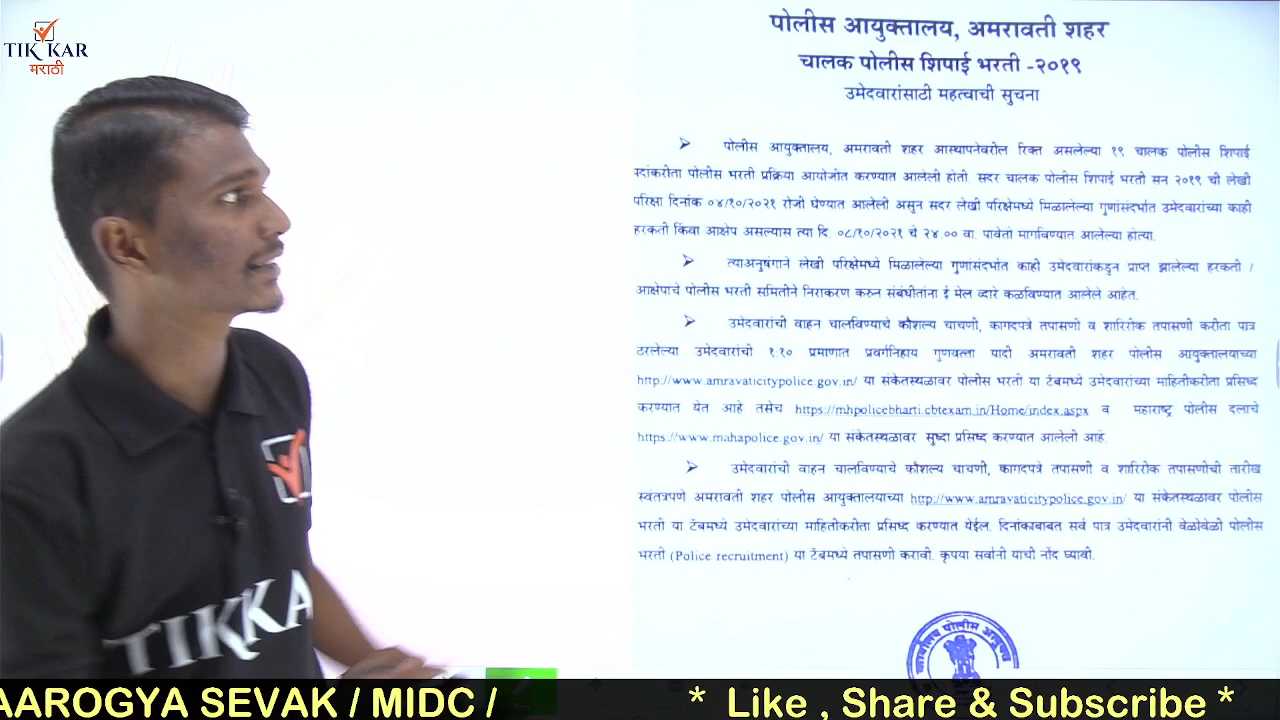 TIK KAR
मराठी
पोलीस आयुक्तालय, अमरावती शहर
चालक पोलीस शिपाई भरती -२०१९
उमेदवारांसाठी महत्वाची सुचना
➢ पोलीस आयुक्तालय, अमरावती शहर आस्थापनेवरील रिक्त असलेल्या १९ चालक पोलीस शिपाई
पदांकरीता पोलीस भरती प्रक्रिया आयोजीत करण्यात आलेली होती. सदर चालक पोलीस शिपाई भरती सन २०१९ ची लेखी
परिक्षा दिनांक ०४/१०/२०२१ रोजी घेण्यात आलेली असुन सदर लेखी परिक्षेमध्ये मिळालेल्या गुणांसंदर्भात उमेदवारांच्या काही
हरकती किंवा आक्षेप असल्यास त्या दि. ०८/१०/२०२१ चे २४.०० वा. पावेतो मागविण्यात आलेल्या होत्या.
➢ त्याअनुषंगाने लेखी परिक्षेमध्ये मिळालेल्या गुणांसंदर्भात काही उमेदवारांकडुन प्राप्त झालेल्या हरकती /
आक्षेपाचे पोलीस भरती समितीने निराकरण करुन संबंधीतांना ई मेल व्दारे कळविण्यात आलेले आहेत.
➢ उमेदवारांची वाहन चालविण्याचे कौशल्य चाचणी, कागदपत्रे तपासणी व शारिरीक तपासणी करीता पात्र
ठरलेल्या उमेदवारांची १:१० प्रमाणात प्रवर्गनिहाय गुणवत्ता यादी अमरावती शहर पोलीस आयुक्तालयाच्या
http://www.amravaticitypolice.gov.in/ या संकेतस्थळावर पोलीस भरती या टॅबमध्ये उमेदवारांच्या माहितीकरीता प्रसिध्द
करण्यात येत आहे तसेच https://mhpolicebharti.cbtexam.in/Home/index.aspx व महाराष्ट्र पोलीस दलाचे
https://www.mahapolice.gov.in/ या संकेतस्थळावर सुध्दा प्रसिध्द करण्यात आलेली आहे.
➢ उमेदवारांची वाहन चालविण्याचे कौशल्य चाचणी, कागदपत्रे तपासणी व शारिरीक तपासणीची तारीख
स्वतंत्रपणे अमरावती शहर पोलीस आयुक्तालयाच्या http://www.amravaticitypolice.gov.in/ या संकेतस्थळावर पोलीस
भरती या टॅबमध्ये उमेदवारांच्या माहितीकरीता प्रसिध्द करण्यात येईल. दिनांकाबाबत सर्व पात्र उमेदवारांनी वेळोवेळी पोलीस
भरती (Police recruitment) या टॅबमध्ये तपासणी करावी. कृपया सर्वांनी याची नोंद घ्यावी.
TIKKA
AAROGYA SEVAK / MIDC /
* Like , Share & Subscribe *